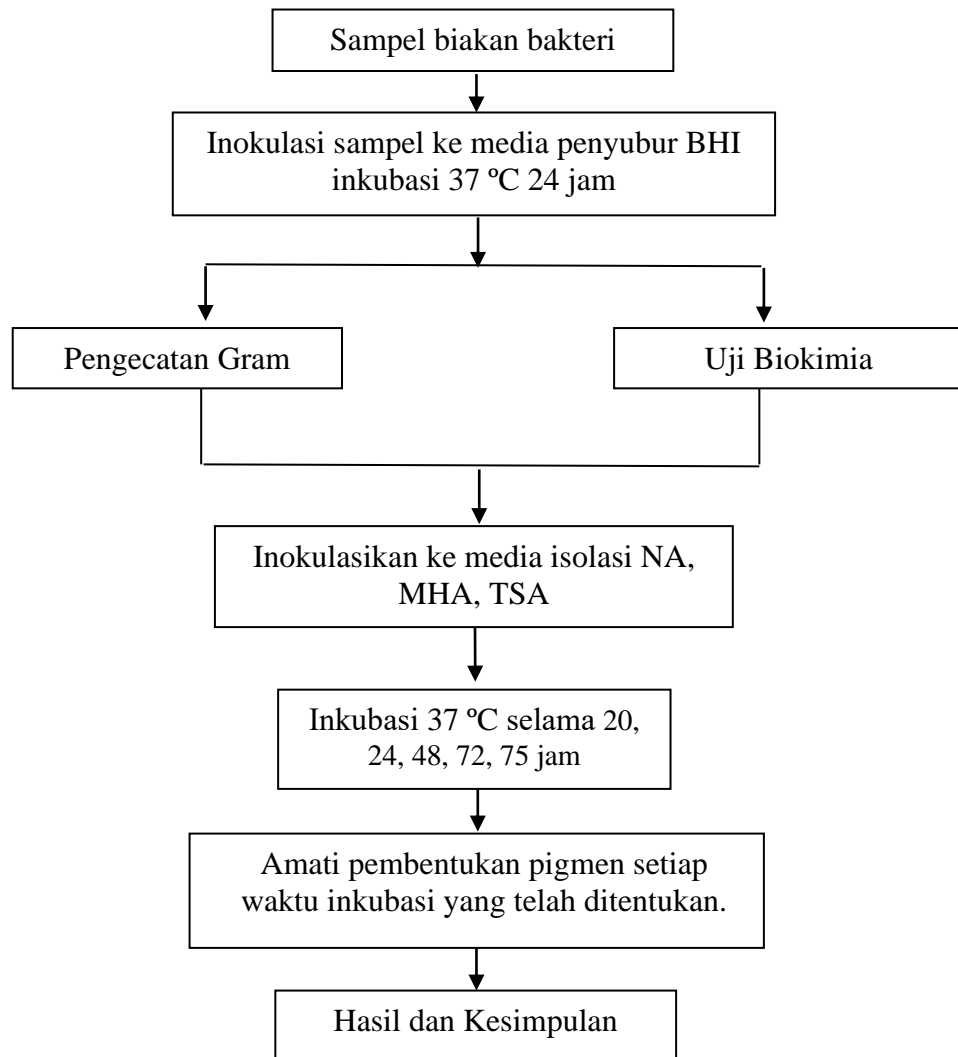 Sampel biakan bakteri
Inokulasi sampel ke media penyubur BHI
inkubasi 37 ºC 24 jam
Pengecatan Gram
Uji Biokimia
Inokulasikan ke media isolasi NA,
MHA, TSA
Inkubasi 37 ºC selama 20,
24, 48, 72, 75 jam
Amati pembentukan pigmen setiap
waktu inkubasi yang telah ditentukan.
Hasil dan Kesimpulan